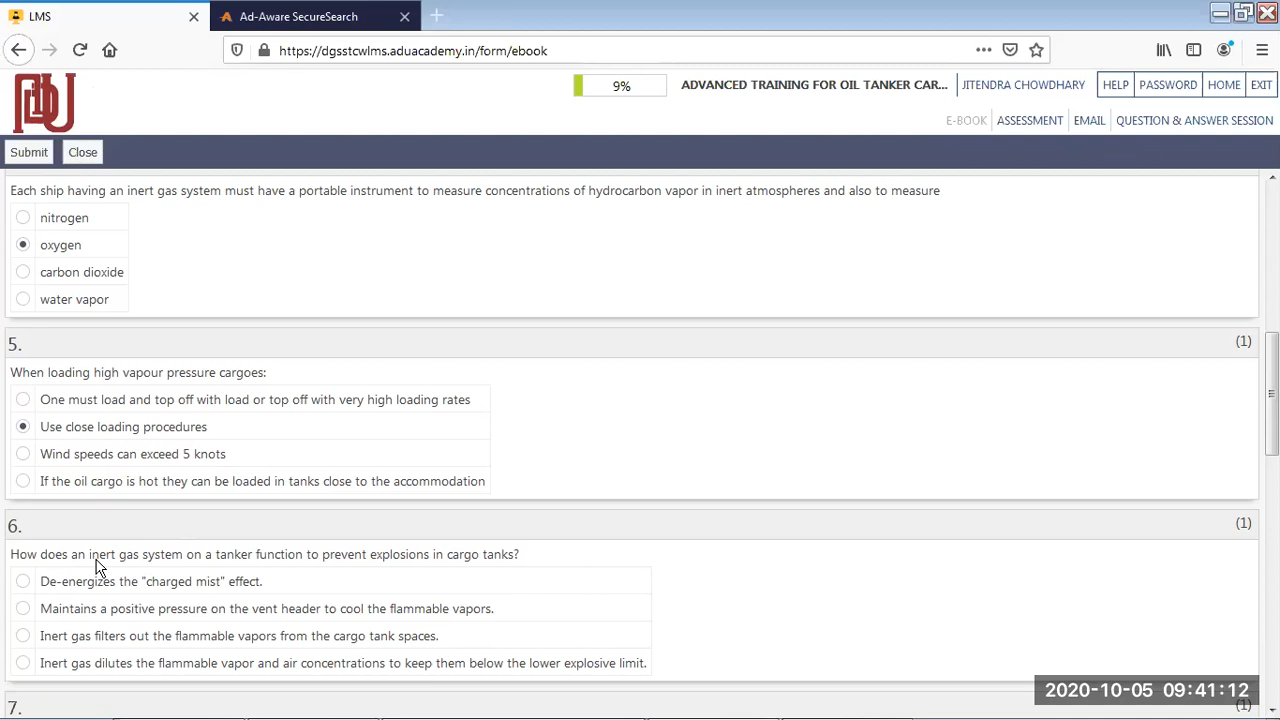 LMS
Ad-Aware SecureSearch
https://dgsstcwlms.aduacademy.in/form/ebook
9%
ADVANCED TRAINING FOR OIL TANKER CAR...
JITENDRA CHOWDHARY
HELP
PASSWORD
HOME
EXIT
E-BOOK
ASSESSMENT
EMAIL
QUESTION & ANSWER SESSION
Submit
Close
Each ship having an inert gas system must have a portable instrument to measure concentrations of hydrocarbon vapor in inert atmospheres and also to measure
nitrogen
oxygen
carbon dioxide
water vapor
5.
(1)
When loading high vapour pressure cargoes:
One must load and top off with load or top off with very high loading rates
Use close loading procedures
Wind speeds can exceed 5 knots
If the oil cargo is hot they can be loaded in tanks close to the accommodation
6.
(1)
How does an inert gas system on a tanker function to prevent explosions in cargo tanks?
De-energizes the "charged mist" effect.
Maintains a positive pressure on the vent header to cool the flammable vapors.
Inert gas filters out the flammable vapors from the cargo tank spaces.
Inert gas dilutes the flammable vapor and air concentrations to keep them below the lower explosive limit.
7.
(1)
2020-10-05 09:41:12